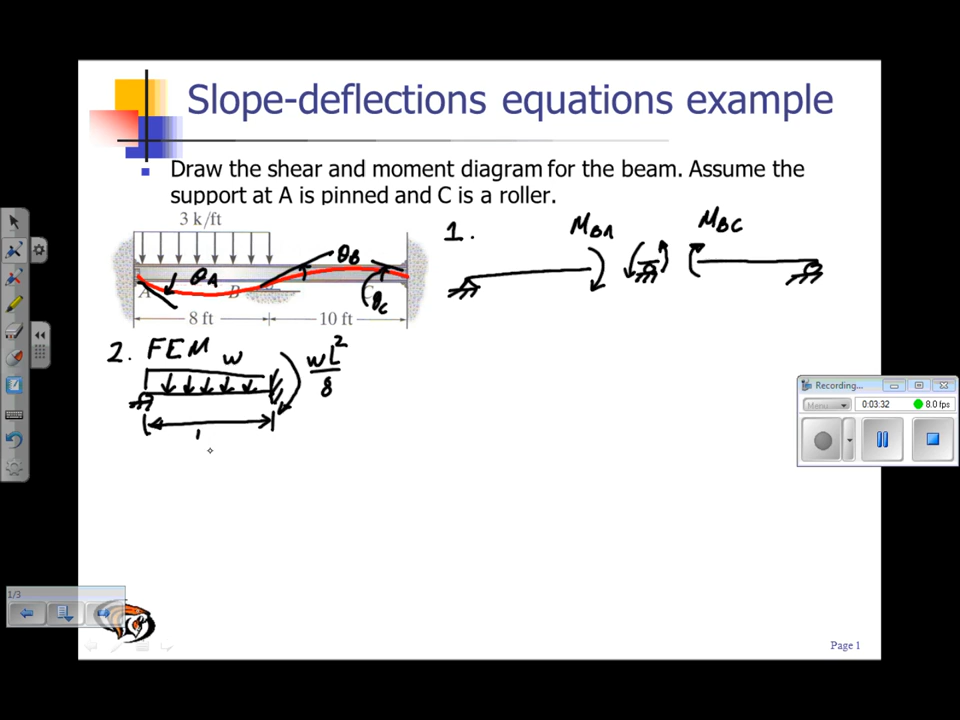 Slope-deflections equations example
Draw the shear and moment diagram for the beam. Assume the
support at A is pinned and C is a roller.
3 k/ft
θA
θB
θC
A
B
C
8 ft
10 ft
1.
MBA
MBC
2. FEM
w
wL²
8
Recording...
Menu
0:03:32
8.0 fps
1/3
Page 1